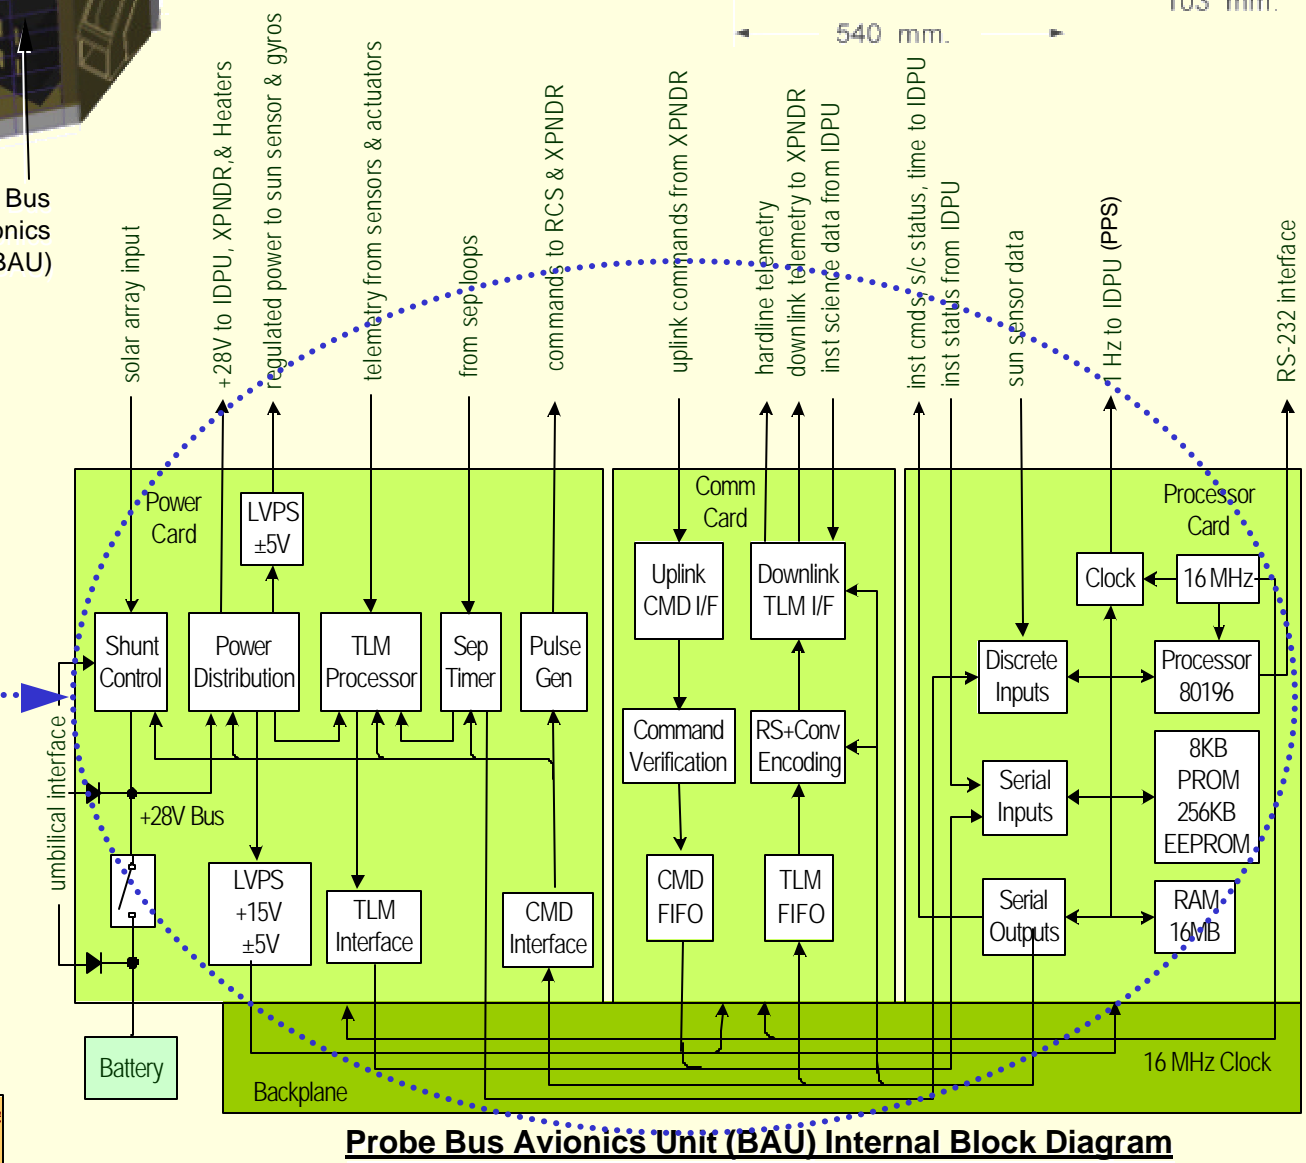 103 mm.
540 mm.
Bus
onics
BAU)
solar array input
+28V to IDPU, XPNDR,& Heaters
regulated power to sun sensor & gyros
telemetry from sensors & actuators
from sep loops
commands to RCS & XPNDR
uplink commands from XPNDR
hardline telemetry
downlink telemetry to XPNDR
inst science data from IDPU
inst cmds, s/c status, time to IDPU
inst status from IDPU
sun sensor data
1 Hz to IDPU (PPS)
RS-232 interface
Power
Card
LVPS
±5V
Shunt
Control
Power
Distribution
TLM
Processor
Sep
Timer
Pulse
Gen
umbilical interface
+28V Bus
LVPS
+15V
±5V
TLM
Interface
CMD
Interface
Battery
Comm
Card
Uplink
CMD I/F
Downlink
TLM I/F
Command
Verification
RS+Conv
Encoding
CMD
FIFO
TLM
FIFO
Processor
Card
Clock
16 MHz
Discrete
Inputs
Processor
80196
Serial
Inputs
8KB
PROM
256KB
EEPROM
Serial
Outputs
RAM
16MB
16 MHz Clock
Backplane
Probe Bus Avionics Unit (BAU) Internal Block Diagram